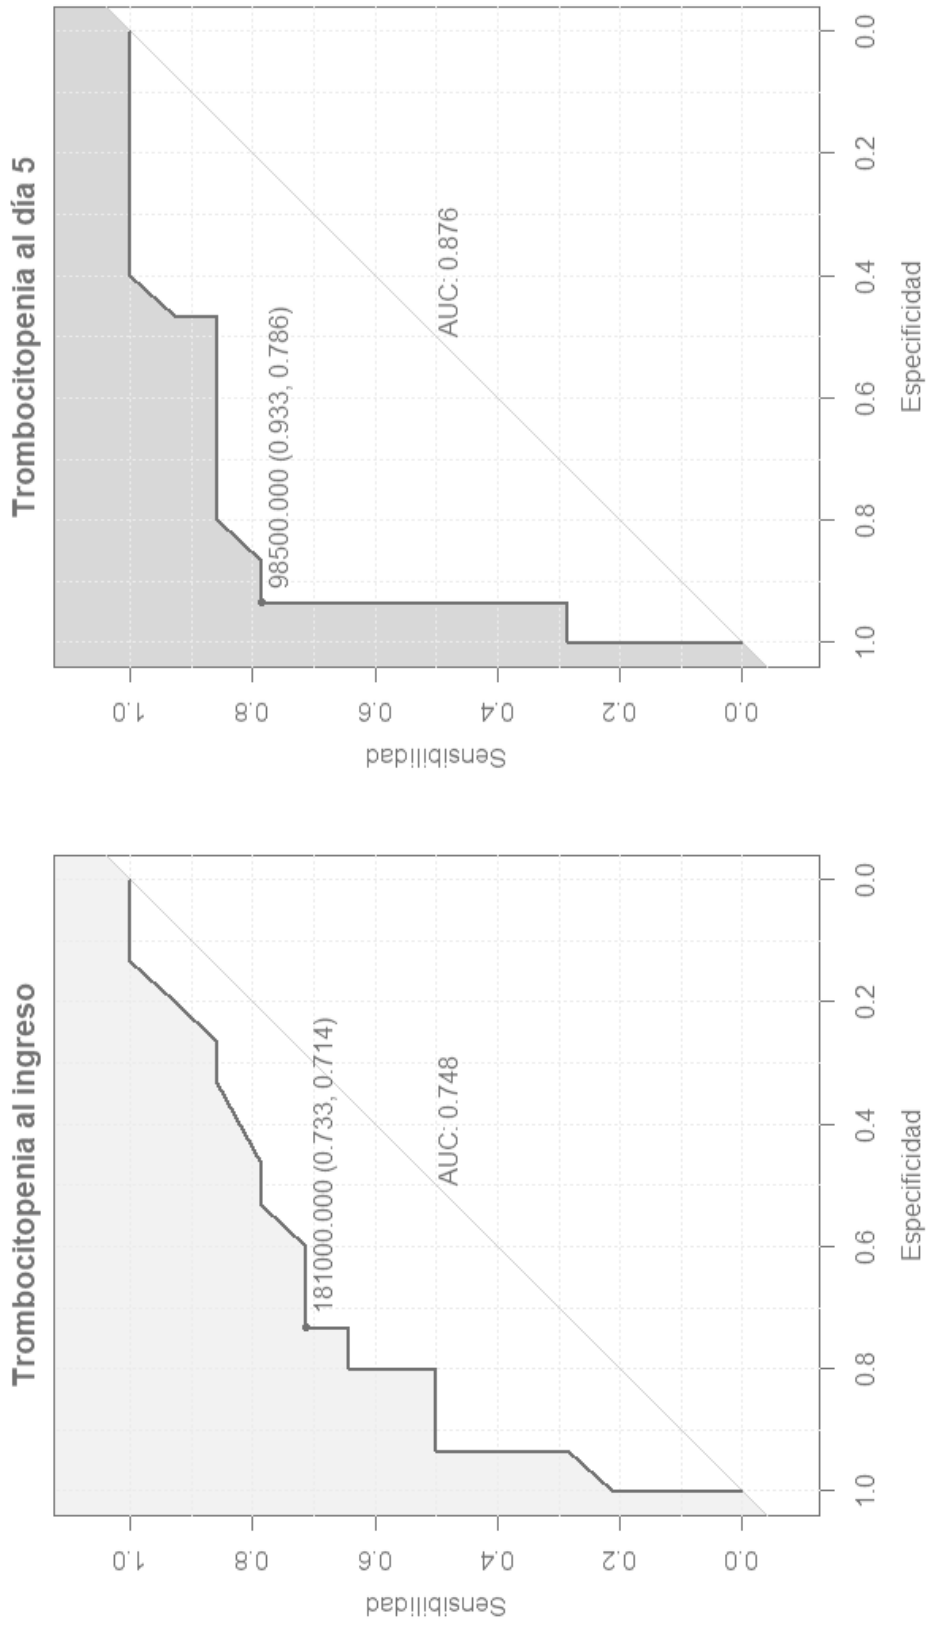 Trombocitopenia al ingreso
1.0
0.8
0.6
0.4
0.2
0.0
Sensibilidad
181000.000 (0.733, 0.714)
AUC: 0.748
1.0
0.8
0.6
0.4
0.2
0.0
Especificidad
Trombocitopenia al día 5
1.0
0.8
0.6
0.4
0.2
0.0
Sensibilidad
98500.000 (0.933, 0.786)
AUC: 0.876
1.0
0.8
0.6
0.4
0.2
0.0
Especificidad